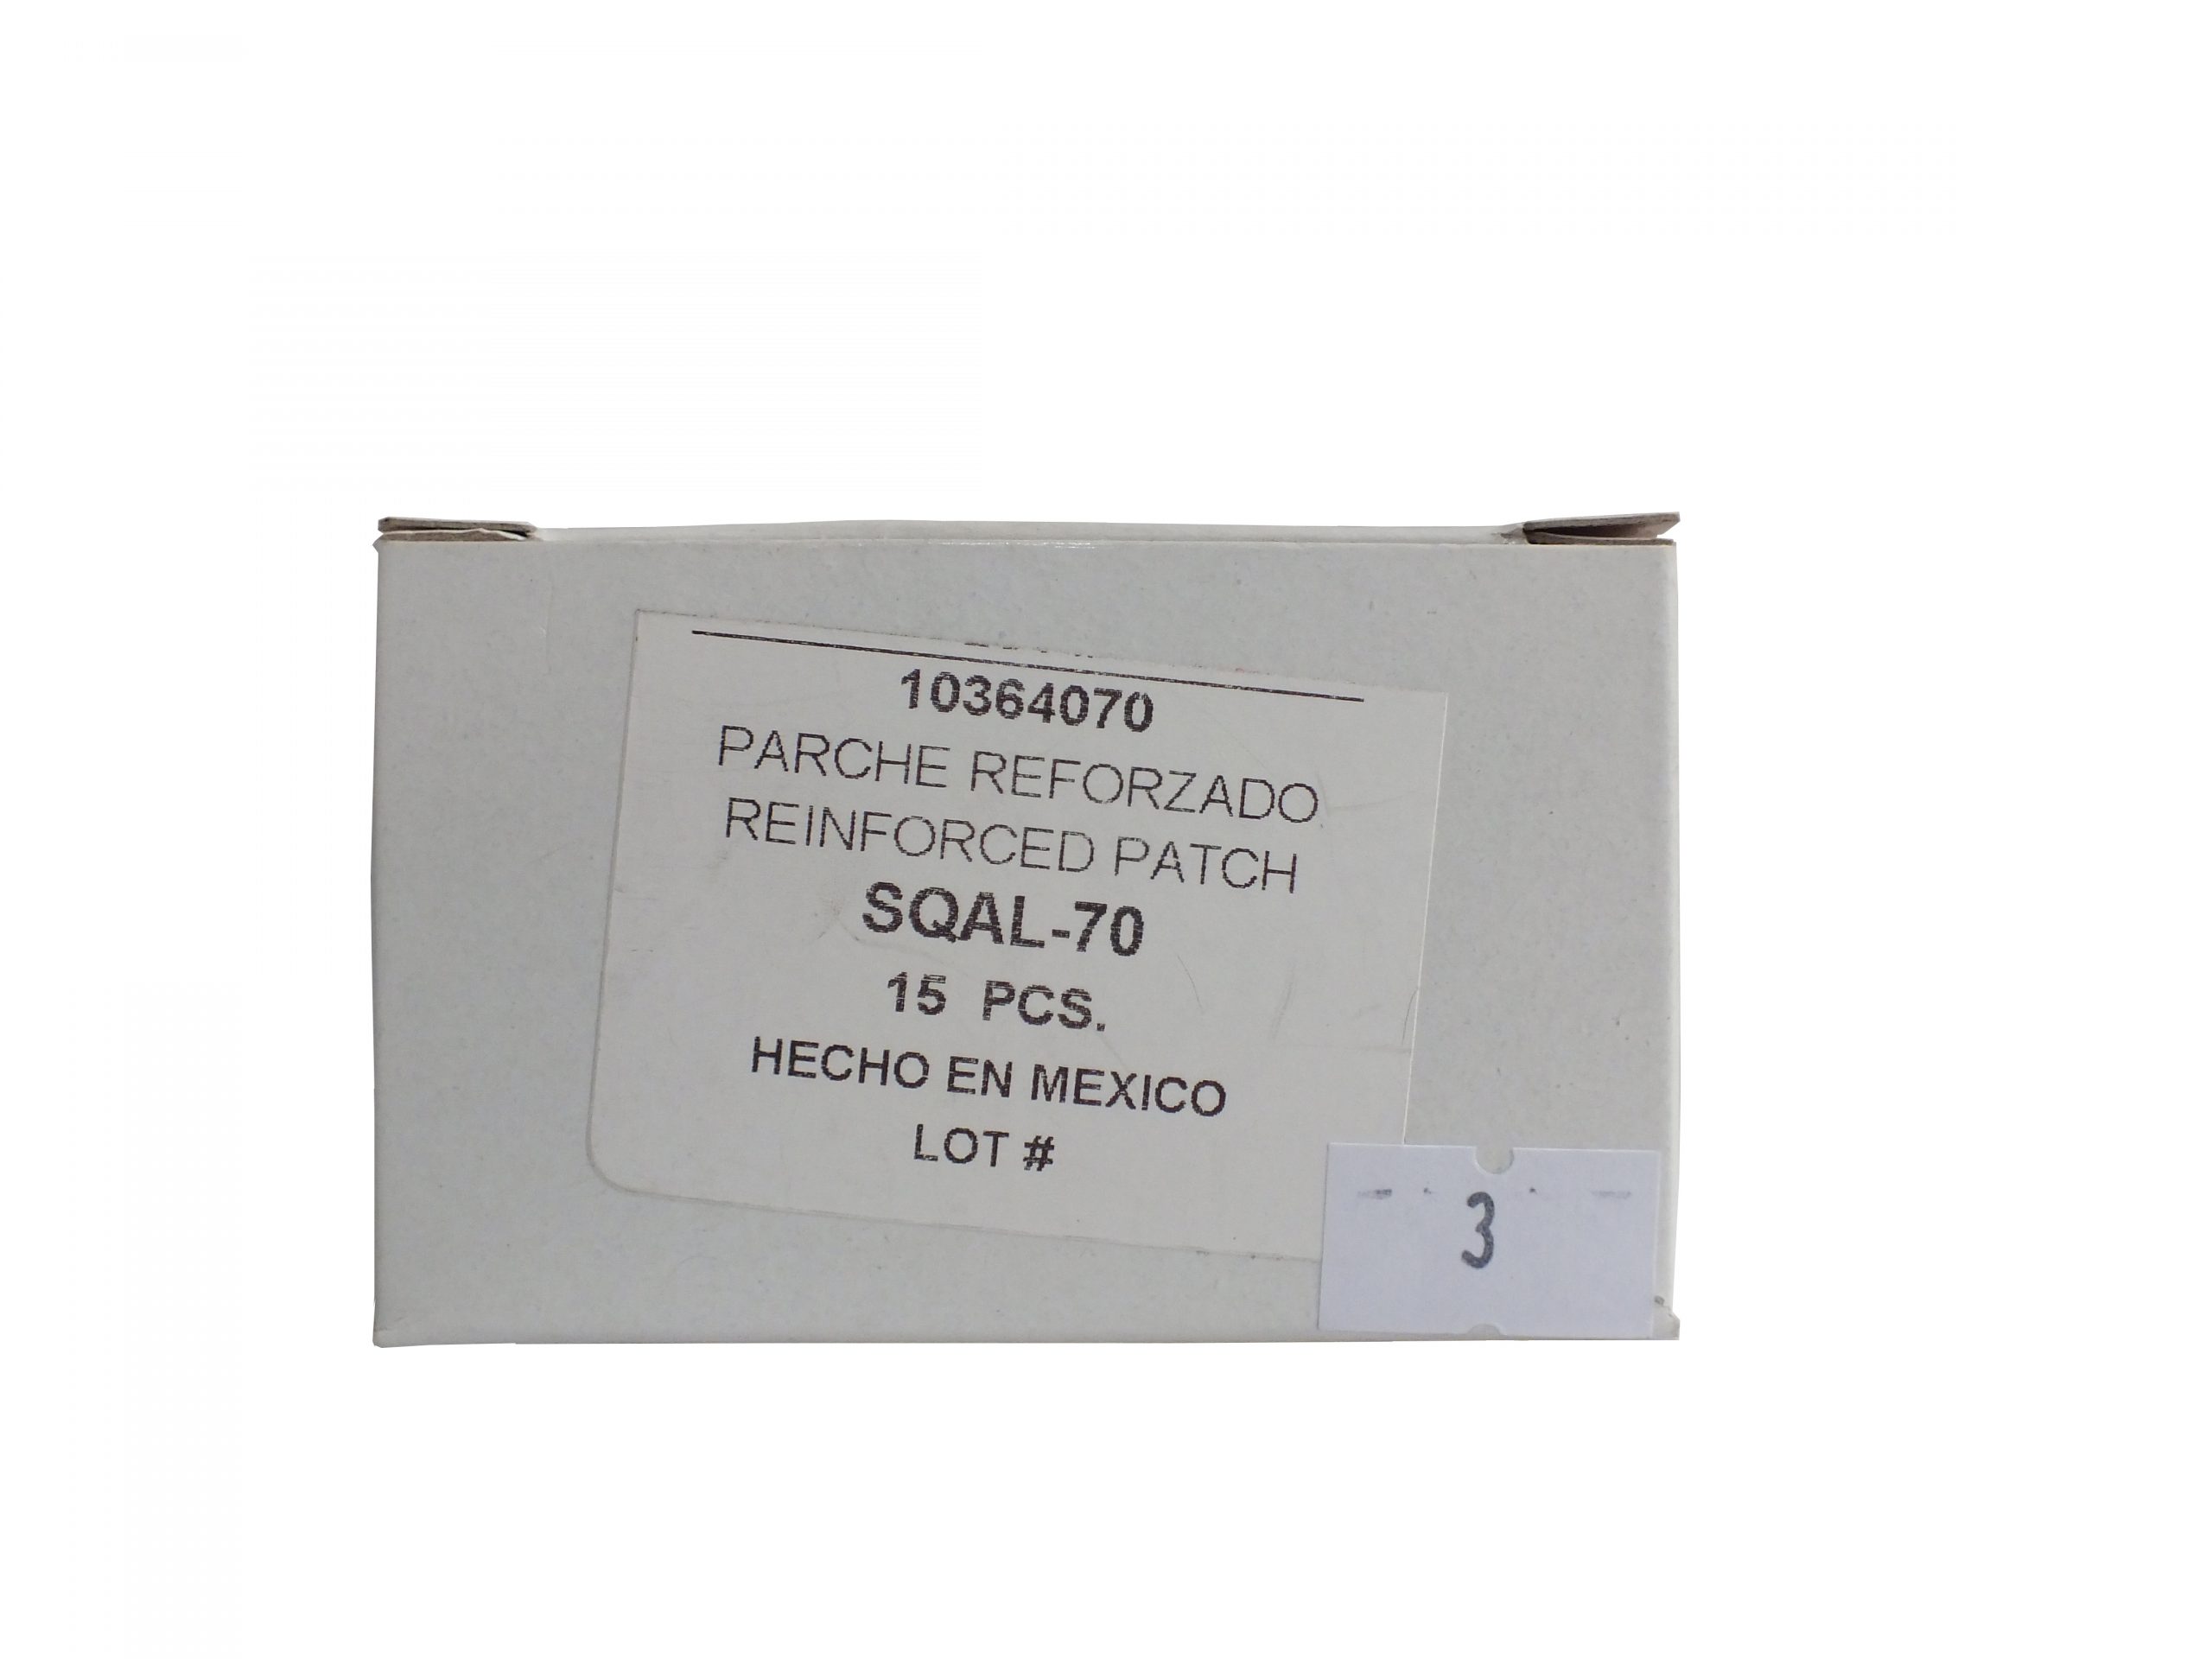 10364070
PARCHE REFORZADO
REINFORCED PATCH
SQAL-70
15 PCS.
HECHO EN MEXICO
LOT #
3